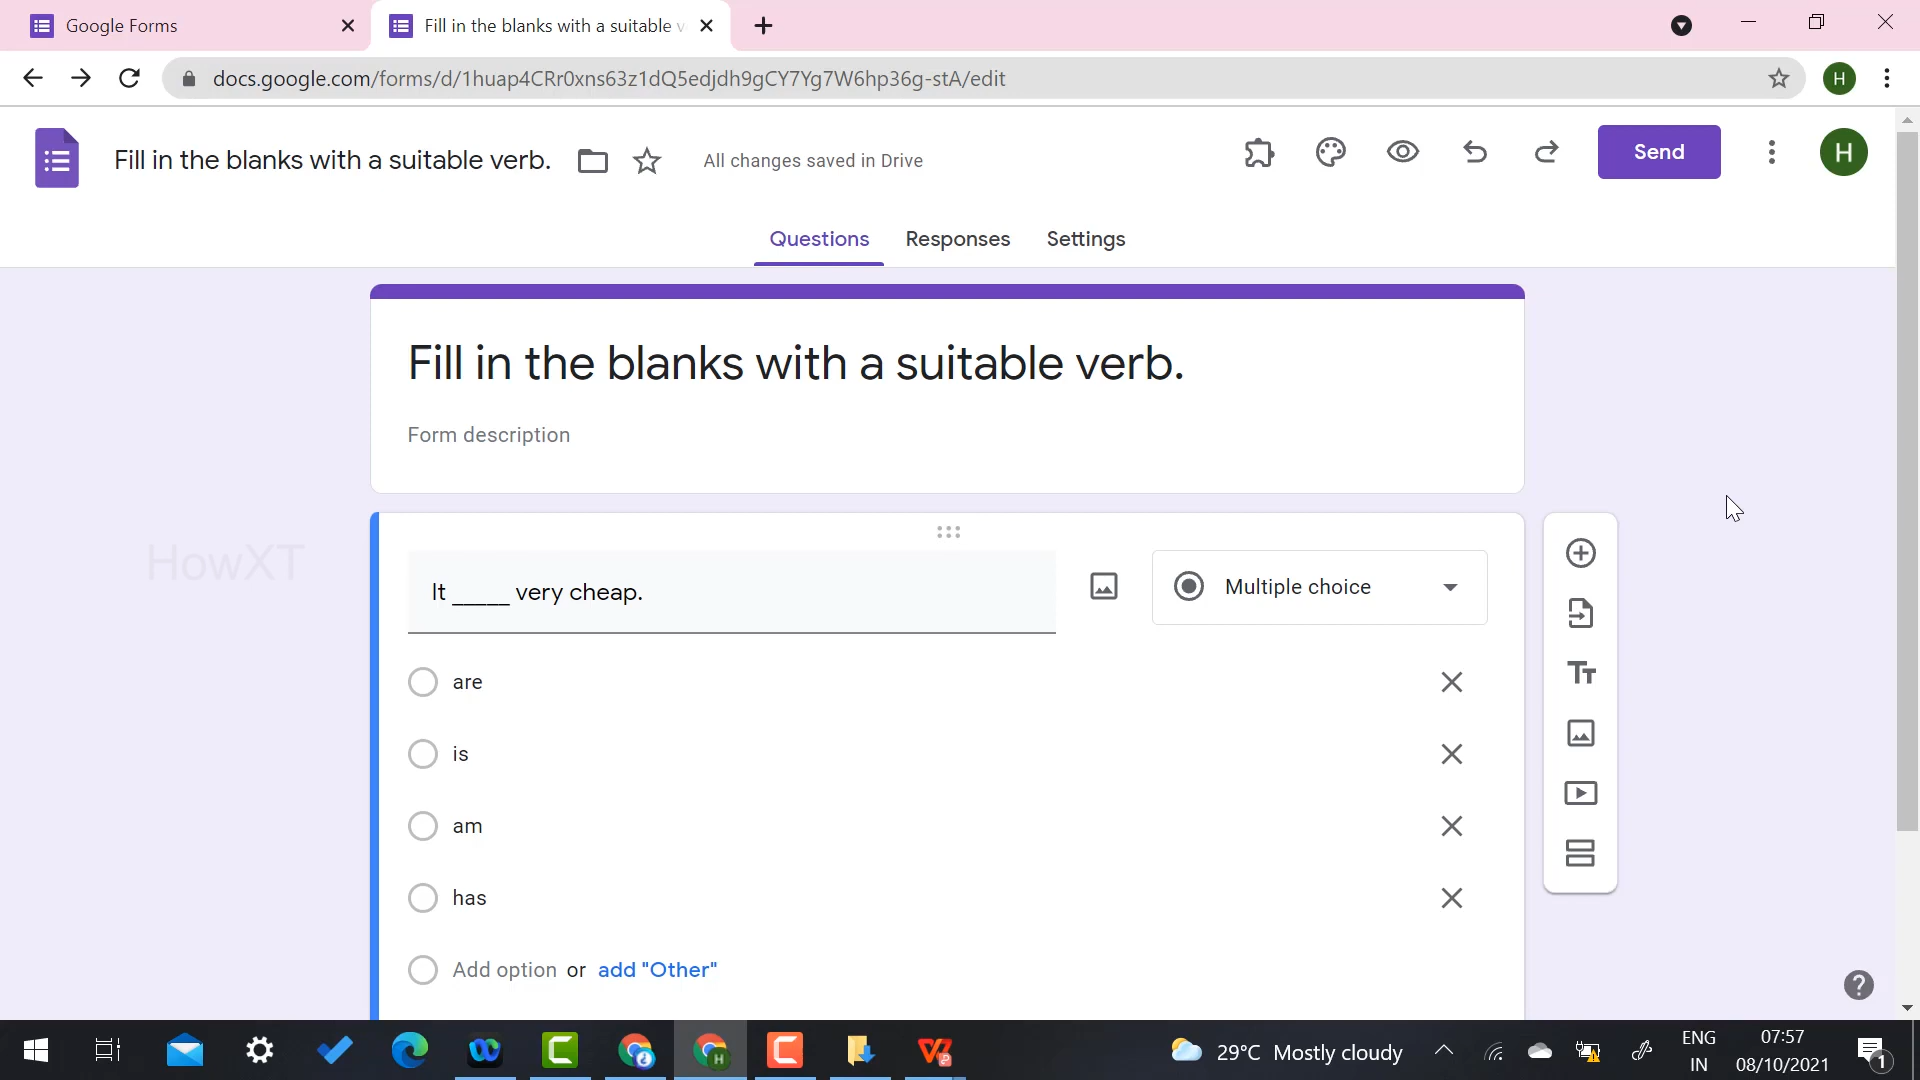 Google Forms
Fill in the blanks with a suitable v
docs.google.com/forms/d/1huap4CRr0xns63z1dQ5edjdh9gCY7Yg7W6hp36g-stA/edit
H
Fill in the blanks with a suitable verb.
All changes saved in Drive
Send
H
Questions Responses Settings
Fill in the blanks with a suitable verb.
Form description
HowXT
It _____ very cheap.
Multiple choice
are
is
am
has
Add option or add "Other"
29°C Mostly cloudy
ENG
IN
07:57
08/10/2021
1